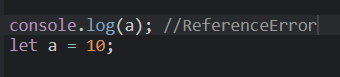 console.log(a); //ReferenceError
let a = 10;